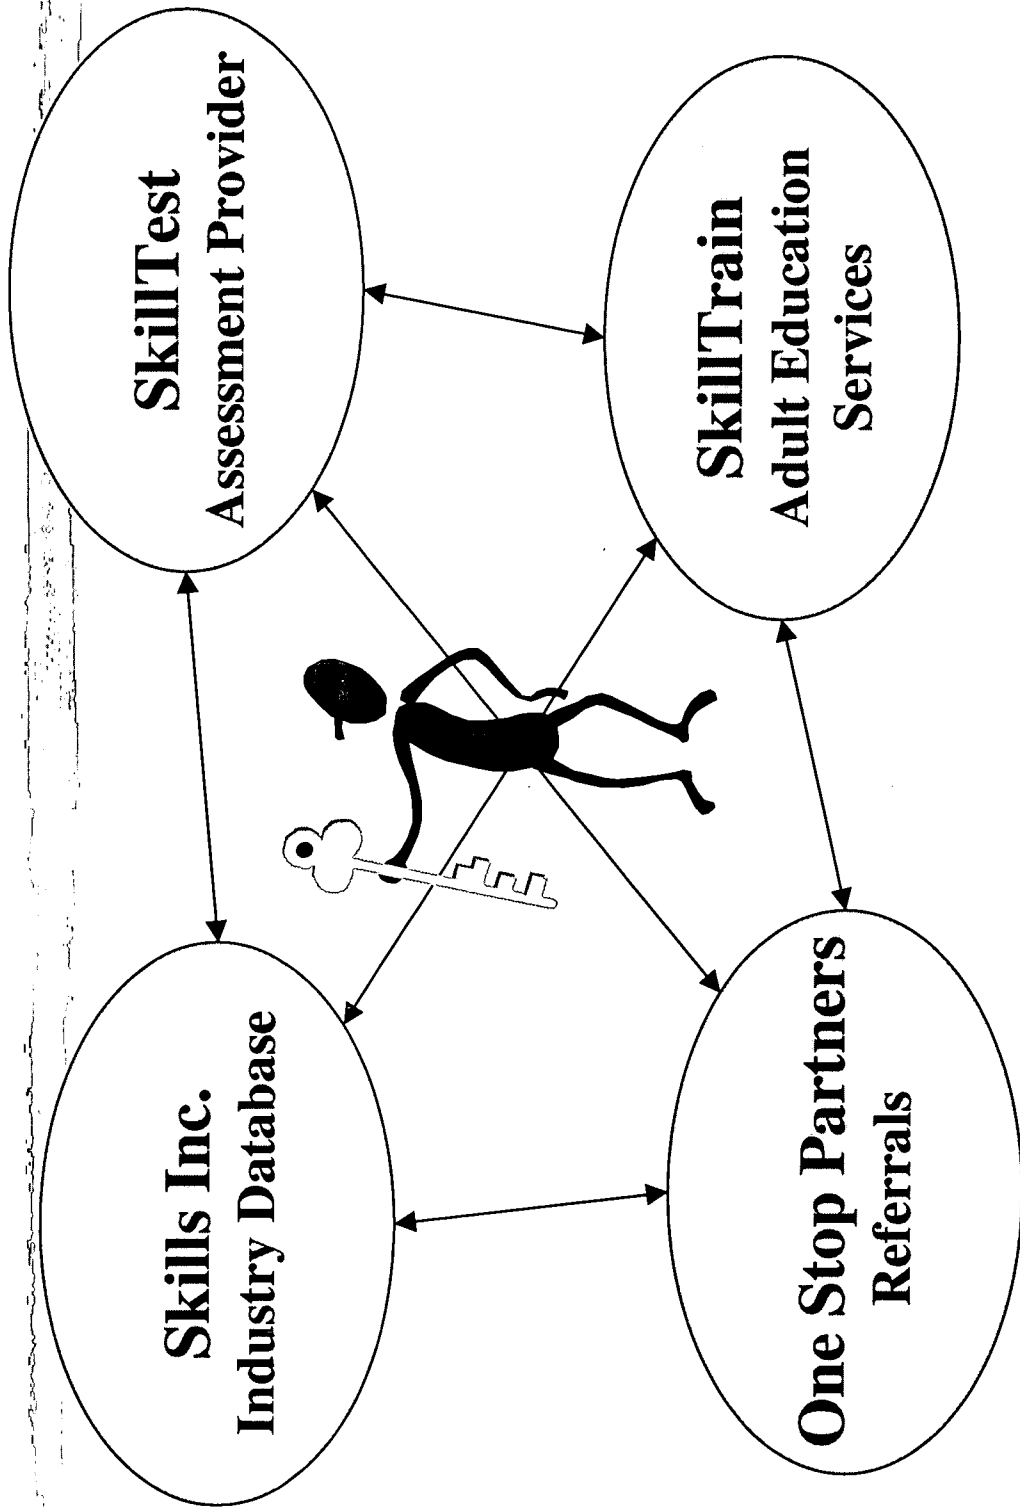 Skills Inc.
Industry Database
SkillTest
Assessment Provider
One Stop Partners
Referrals
SkillTrain
Adult Education
Services